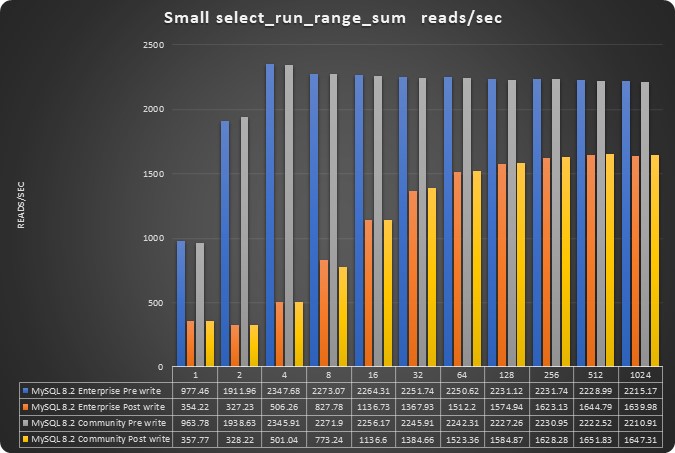 Small select_run_range_sum reads/sec
READS/SEC
2500
2000
1500
1000
500
0
1 2 4 8 16 32 64 128 256 512 1024
MySQL 8.2 Enterprise Pre write 977.46 1911.96 2347.68 2273.07 2264.31 2251.74 2250.62 2231.12 2231.74 2228.99 2215.17
MySQL 8.2 Enterprise Post write 354.22 327.23 506.26 827.78 1136.73 1367.93 1512.2 1574.94 1623.13 1644.79 1639.98
MySQL 8.2 Community Pre write 963.78 1938.63 2345.91 2271.9 2256.17 2245.91 2242.31 2227.26 2230.95 2222.52 2210.91
MySQL 8.2 Community Post write 357.77 328.22 501.04 773.24 1136.6 1384.66 1523.36 1584.87 1628.28 1651.83 1647.31